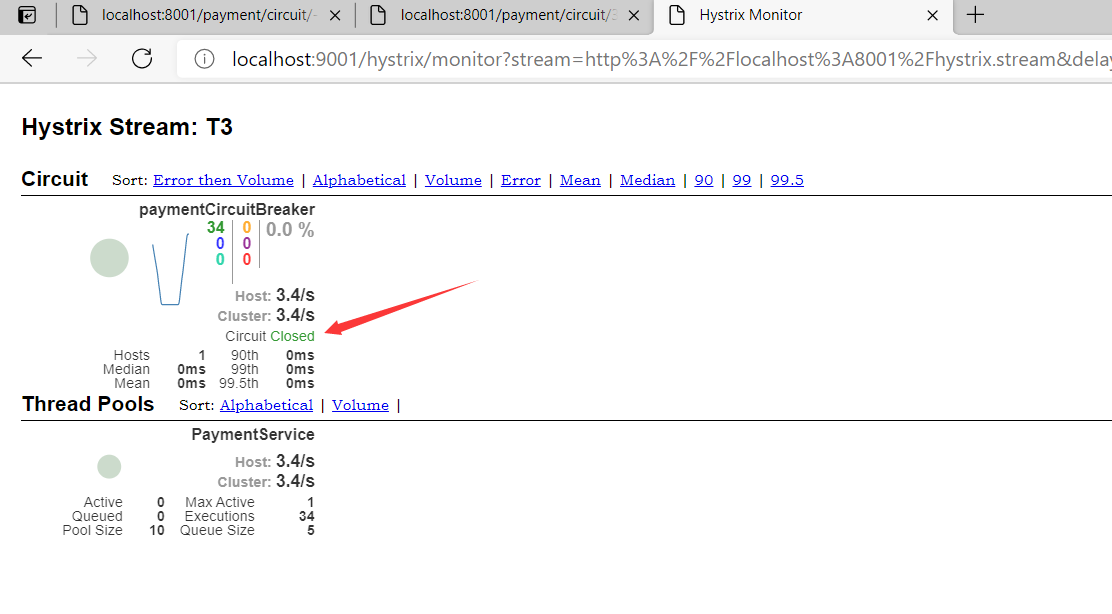 localhost:8001/payment/circuit/-
localhost:8001/payment/circuit/3
Hystrix Monitor
localhost:9001/hystrix/monitor?stream=http%3A%2F%2Flocalhost%3A8001%2Fhystrix.stream&delay
Hystrix Stream: T3
Circuit Sort: Error then Volume | Alphabetical | Volume | Error | Mean | Median | 90 | 99 | 99.5
paymentCircuitBreaker
34 0 0.0 %
0 0
0 0
Host: 3.4/s
Cluster: 3.4/s
Circuit Closed
Hosts 1 90th 0ms
Median 0ms 99th 0ms
Mean 0ms 99.5th 0ms
Thread Pools Sort: Alphabetical | Volume |
PaymentService
Host: 3.4/s
Cluster: 3.4/s
Active 0 Max Active 1
Queued 0 Executions 34
Pool Size 10 Queue Size 5